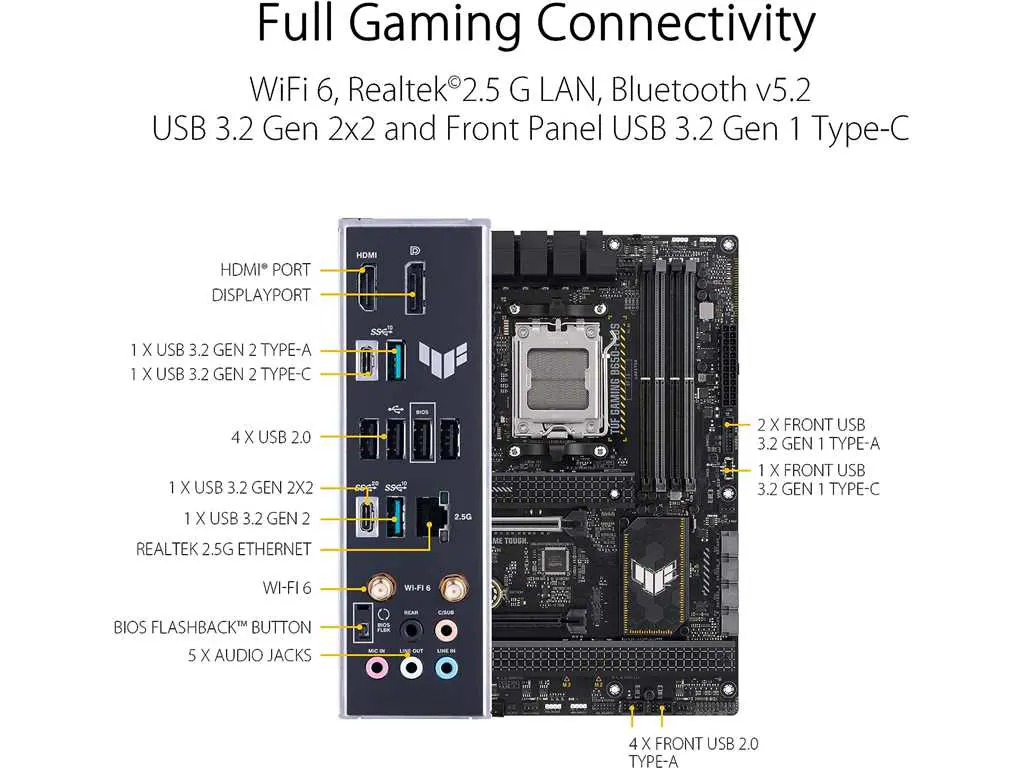 Full Gaming Connectivity
WiFi 6, Realtek©2.5 G LAN, Bluetooth v5.2
USB 3.2 Gen 2x2 and Front Panel USB 3.2 Gen 1 Type-C
HDMI
HDMI® PORT
DISPLAYPORT
1 X USB 3.2 GEN 2 TYPE-A
1 X USB 3.2 GEN 2 TYPE-C
TUF GAMING B650-PLUS
BIOS
4 X USB 2.0
2 X FRONT USB
3.2 GEN 1 TYPE-A
1 X FRONT USB
3.2 GEN 1 TYPE-C
1 X USB 3.2 GEN 2X2
1 X USB 3.2 GEN 2
2.5G
REALTEK 2.5G ETHERNET
WI-FI 6
WI-FI 6
REAR
C/SUB
BIOS
FLBK
BIOS FLASHBACK™ BUTTON
MIC IN
LINE OUT
LINE IN
5 X AUDIO JACKS
4 X FRONT USB 2.0
TYPE-A